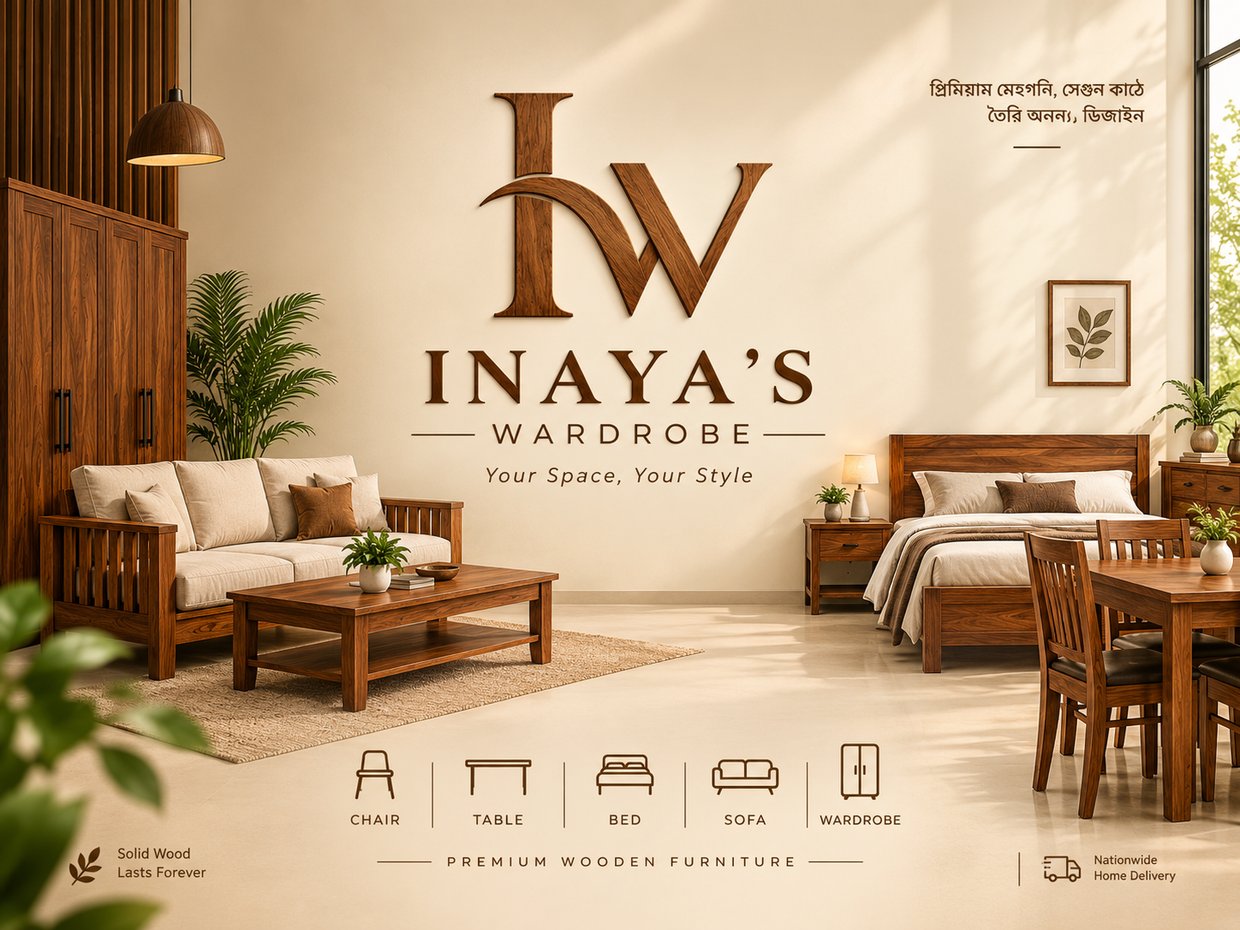 প্রিমিয়াম মেহগনি, সেগুন কাঠে
তৈরি অনন্য, ডিজাইন
IW
INAYA'S
WARDROBE
Your Space, Your Style
CHAIR
TABLE
BED
SOFA
WARDROBE
PREMIUM WOODEN FURNITURE
Solid Wood
Lasts Forever
Nationwide
Home Delivery